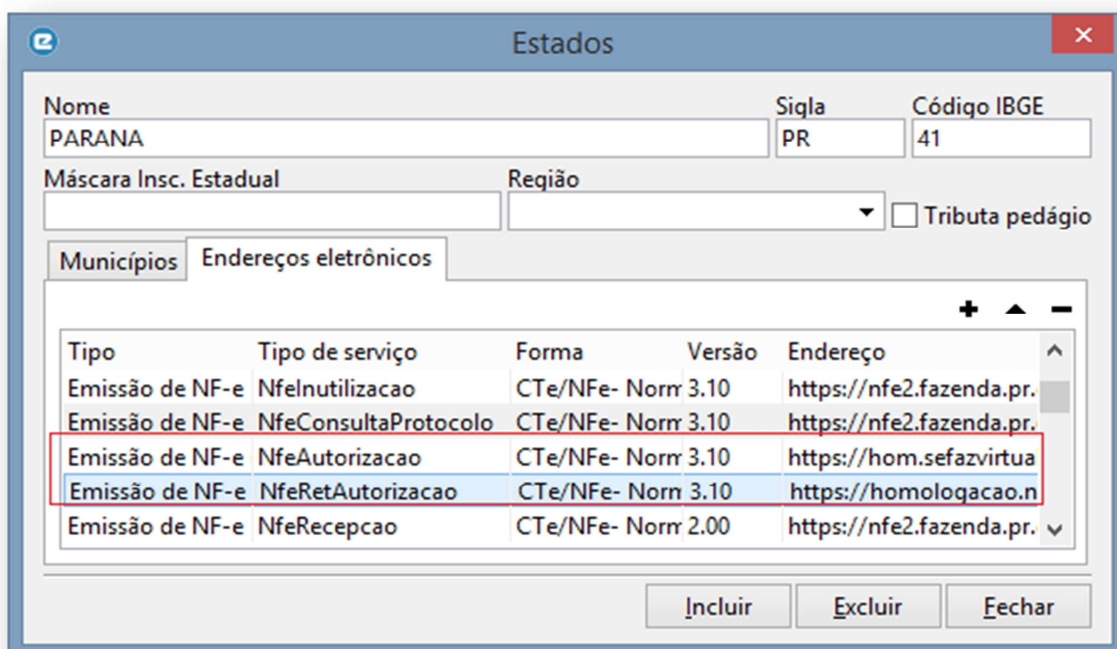 Estados
Nome Sigla Código IBGE
PARANA PR 41
Máscara Insc. Estadual Região
Tributa pedágio
Municípios Endereços eletrônicos
Tipo Tipo de serviço Forma Versão Endereço
Emissão de NF-e NfeInutilizacao CTe/NFe- Norm 3.10 https://nfe2.fazenda.pr.
Emissão de NF-e NfeConsultaProtocolo CTe/NFe- Norm 3.10 https://nfe2.fazenda.pr.
Emissão de NF-e NfeAutorizacao CTe/NFe- Norm 3.10 https://hom.sefazvirtua
Emissão de NF-e NfeRetAutorizacao CTe/NFe- Norm 3.10 https://homologacao.n
Emissão de NF-e NfeRecepcao CTe/NFe- Norm 2.00 https://nfe2.fazenda.pr.
Incluir Excluir Fechar